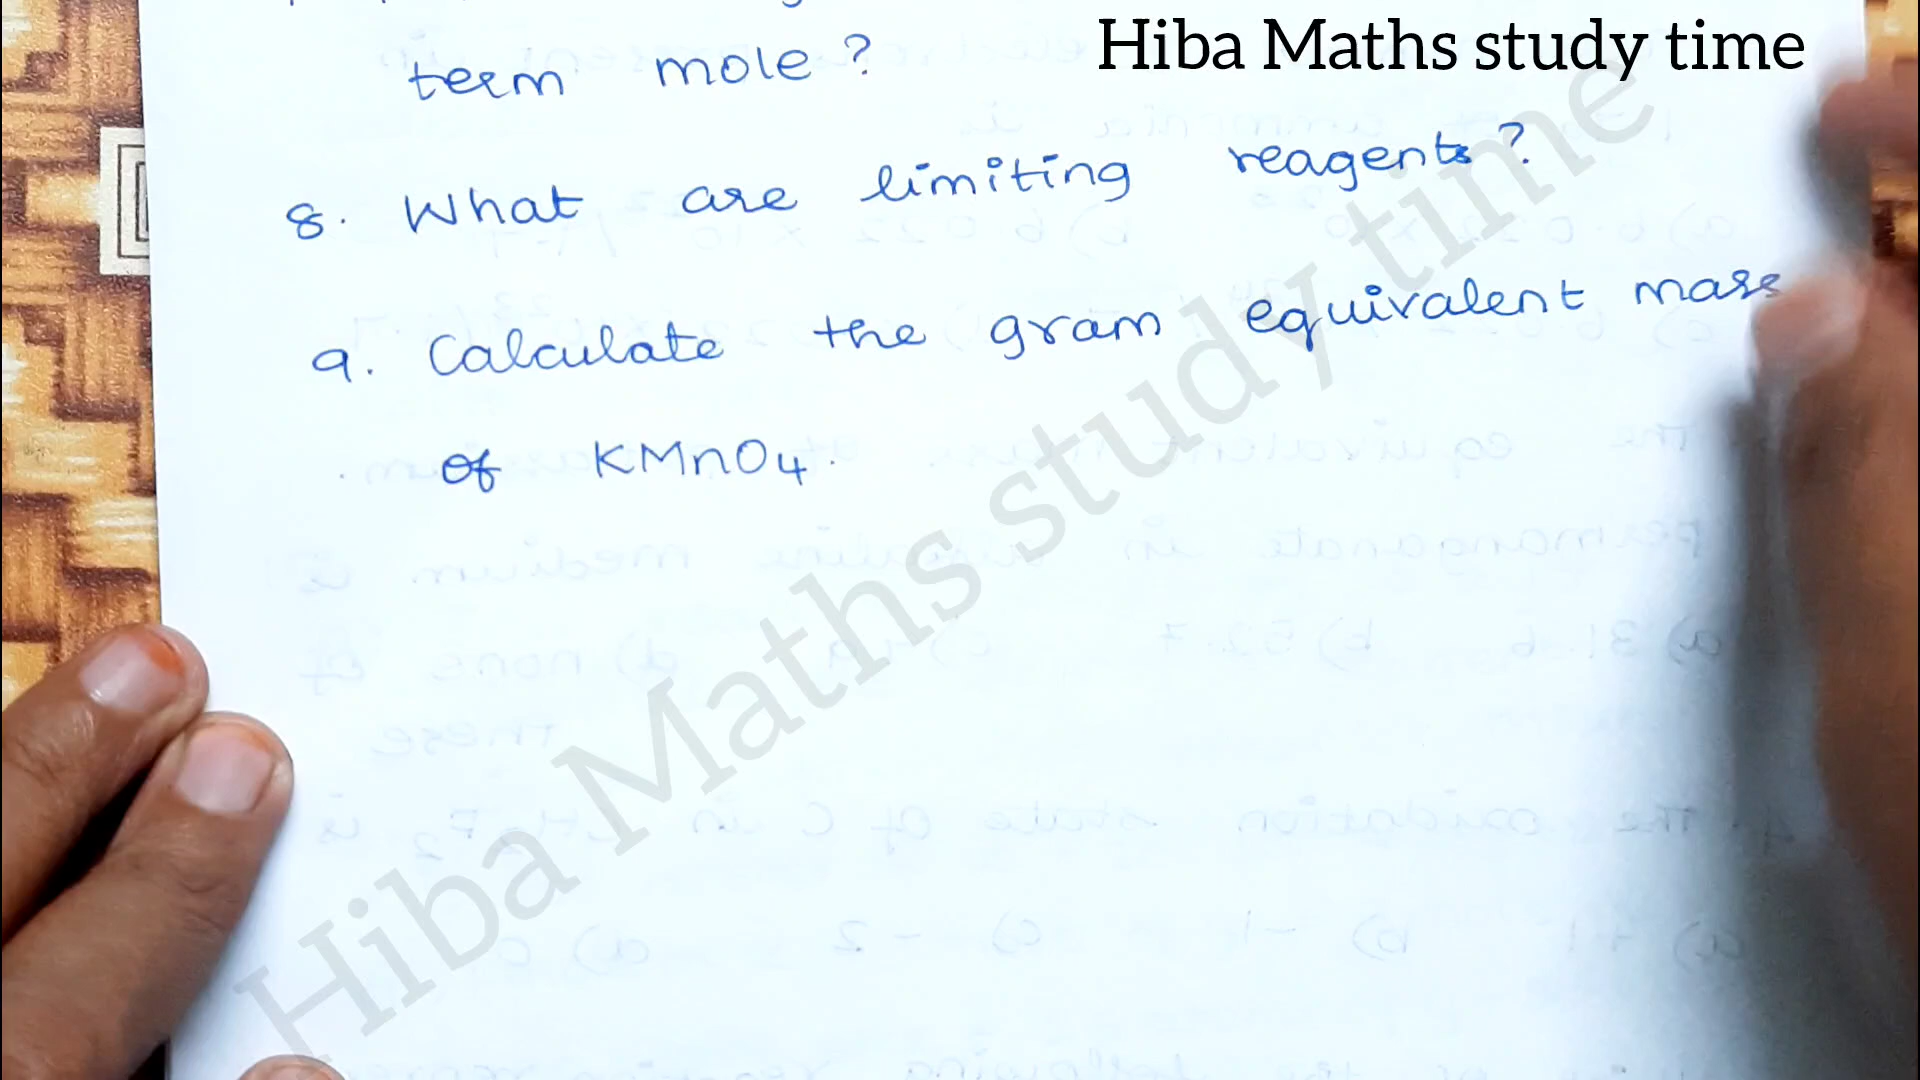 Hiba Maths study time
term mole?
8. What are limiting reagents?
9. Calculate the gram equivalent mass
of KMnO4.
Hiba Maths study time